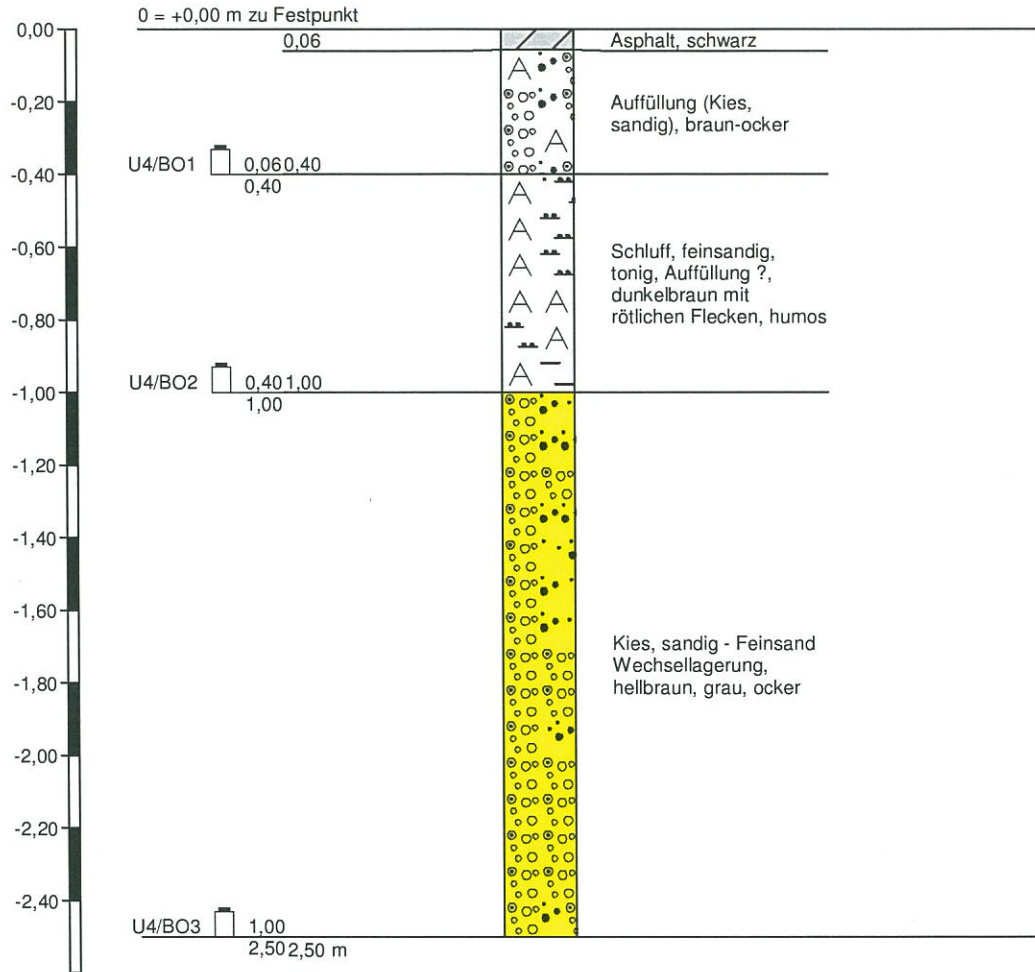 0 = +0,00 m zu Festpunkt
0,00
0,06
Asphalt, schwarz
-0,20
Auffüllung (Kies,
sandig), braun-ocker
U4/BO1
0,06 0,40
-0,40
0,40
-0,60
Schluff, feinsandig,
tonig, Auffüllung ?,
dunkelbraun mit
rötlichen Flecken, humos
-0,80
U4/BO2
0,40 1,00
-1,00
1,00
-1,20
-1,40
-1,60
Kies, sandig - Feinsand
Wechsellagerung,
hellbraun, grau, ocker
-1,80
-2,00
-2,20
-2,40
U4/BO3
1,00
2,50 2,50 m
A
A
A
A
A
A
A
A
A